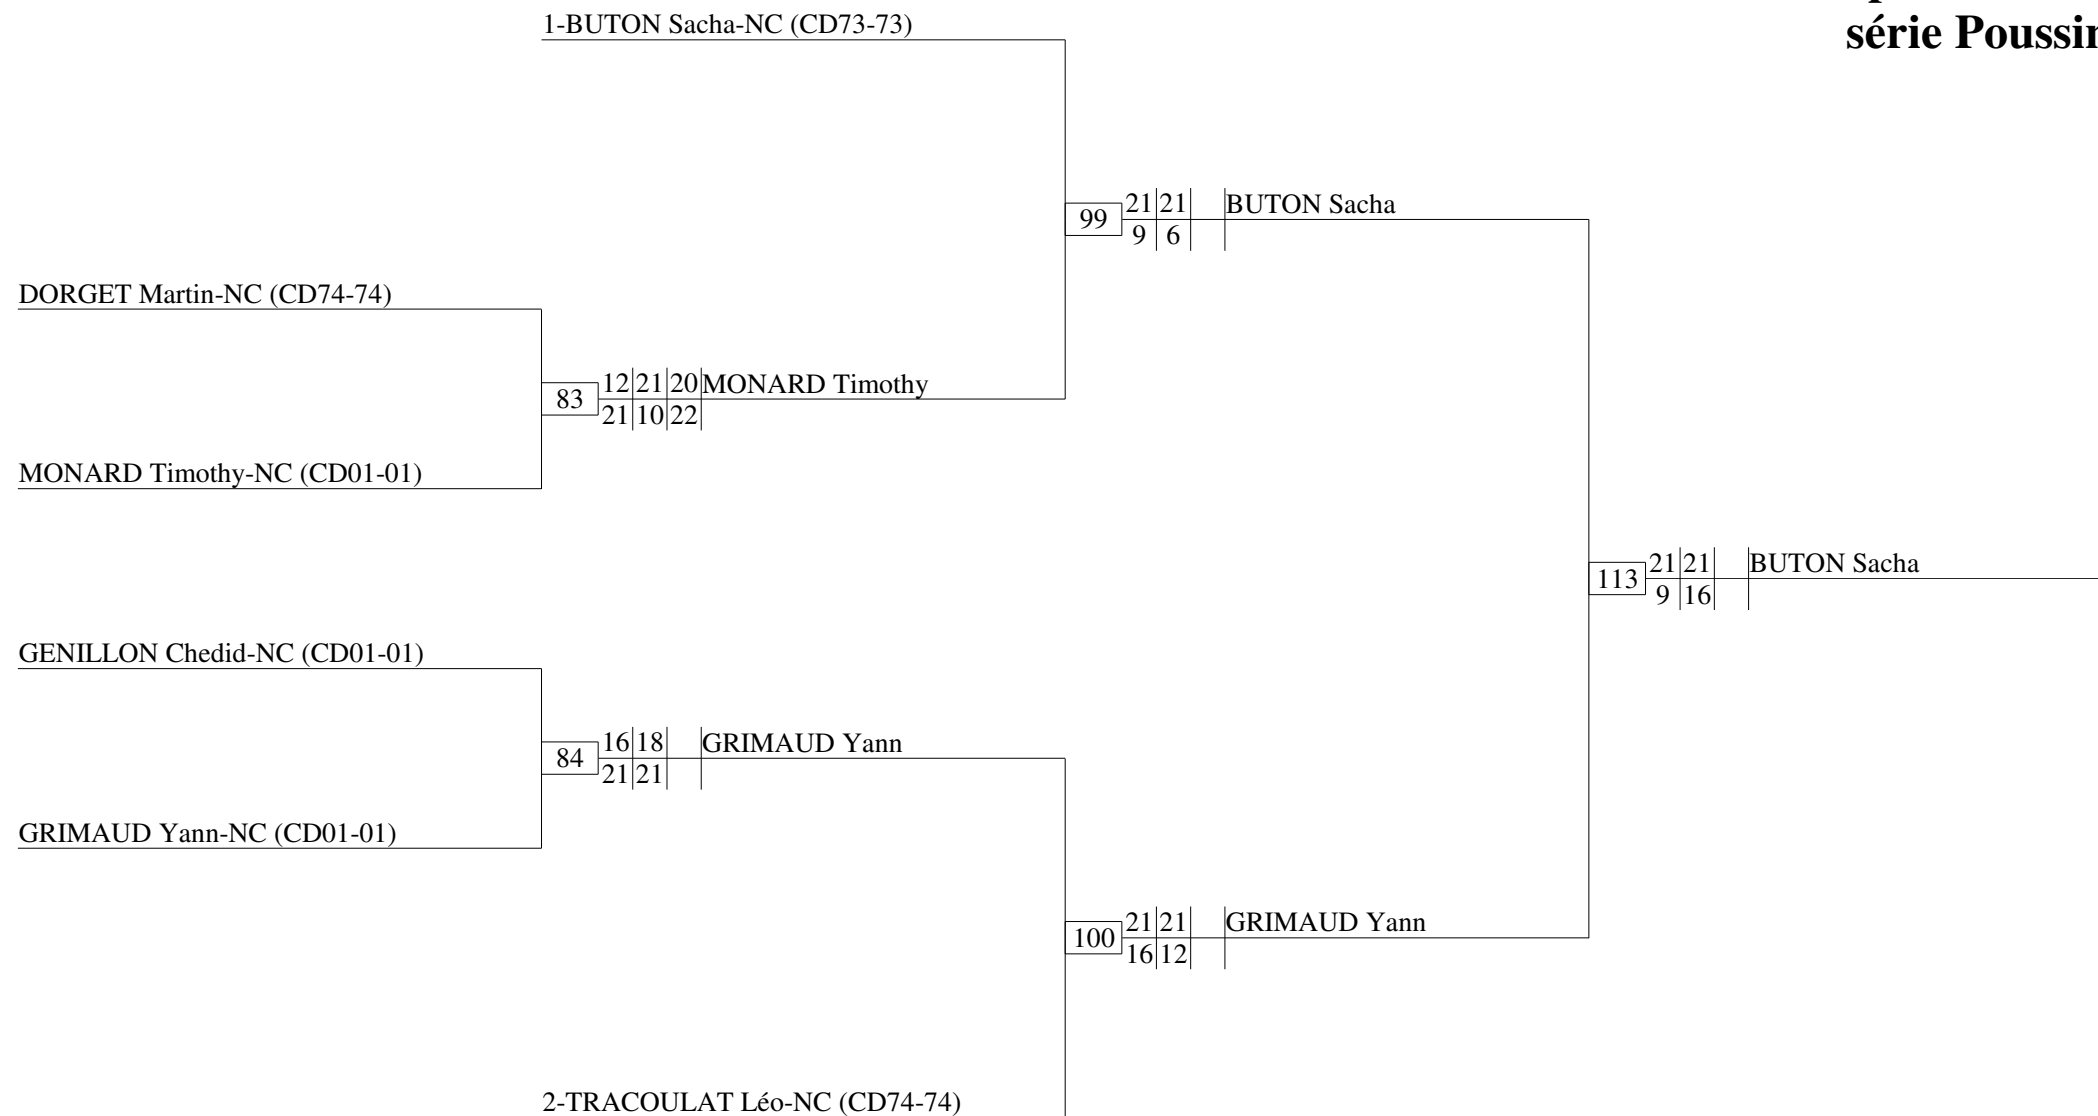 série Poussin
1-BUTON Sacha-NC (CD73-73)
21 21 BUTON Sacha
99
9 6
DORGET Martin-NC (CD74-74)
12 21 20 MONARD Timothy
83
21 10 22
MONARD Timothy-NC (CD01-01)
21 21 BUTON Sacha
113
9 16
GENILLON Chedid-NC (CD01-01)
16 18 GRIMAUD Yann
84
21 21
GRIMAUD Yann-NC (CD01-01)
21 21 GRIMAUD Yann
100
16 12
2-TRACOULAT Léo-NC (CD74-74)